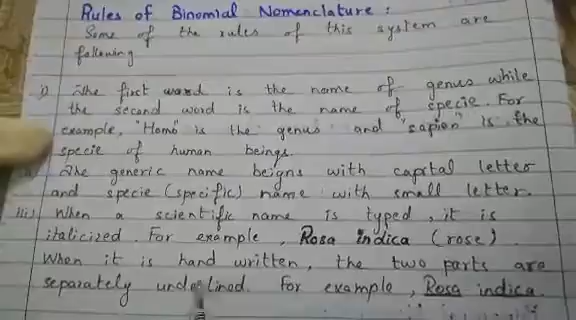 Rules of Binomial Nomenclature :
Some of the rules of this system are
following
i) The first word is the name of genus while
the second word is the name of specie. For
example, "Homo" is the genus and "sapien" is the
specie of human beings.
The generic name beigns with capital letter
and specie (specific) name with small letter.
iii) When a scientific name is typed, it is
italicized. For example, Rosa indica (rose)
When it is hand written, the two parts are
separately underlined. For example, Rosa indica.